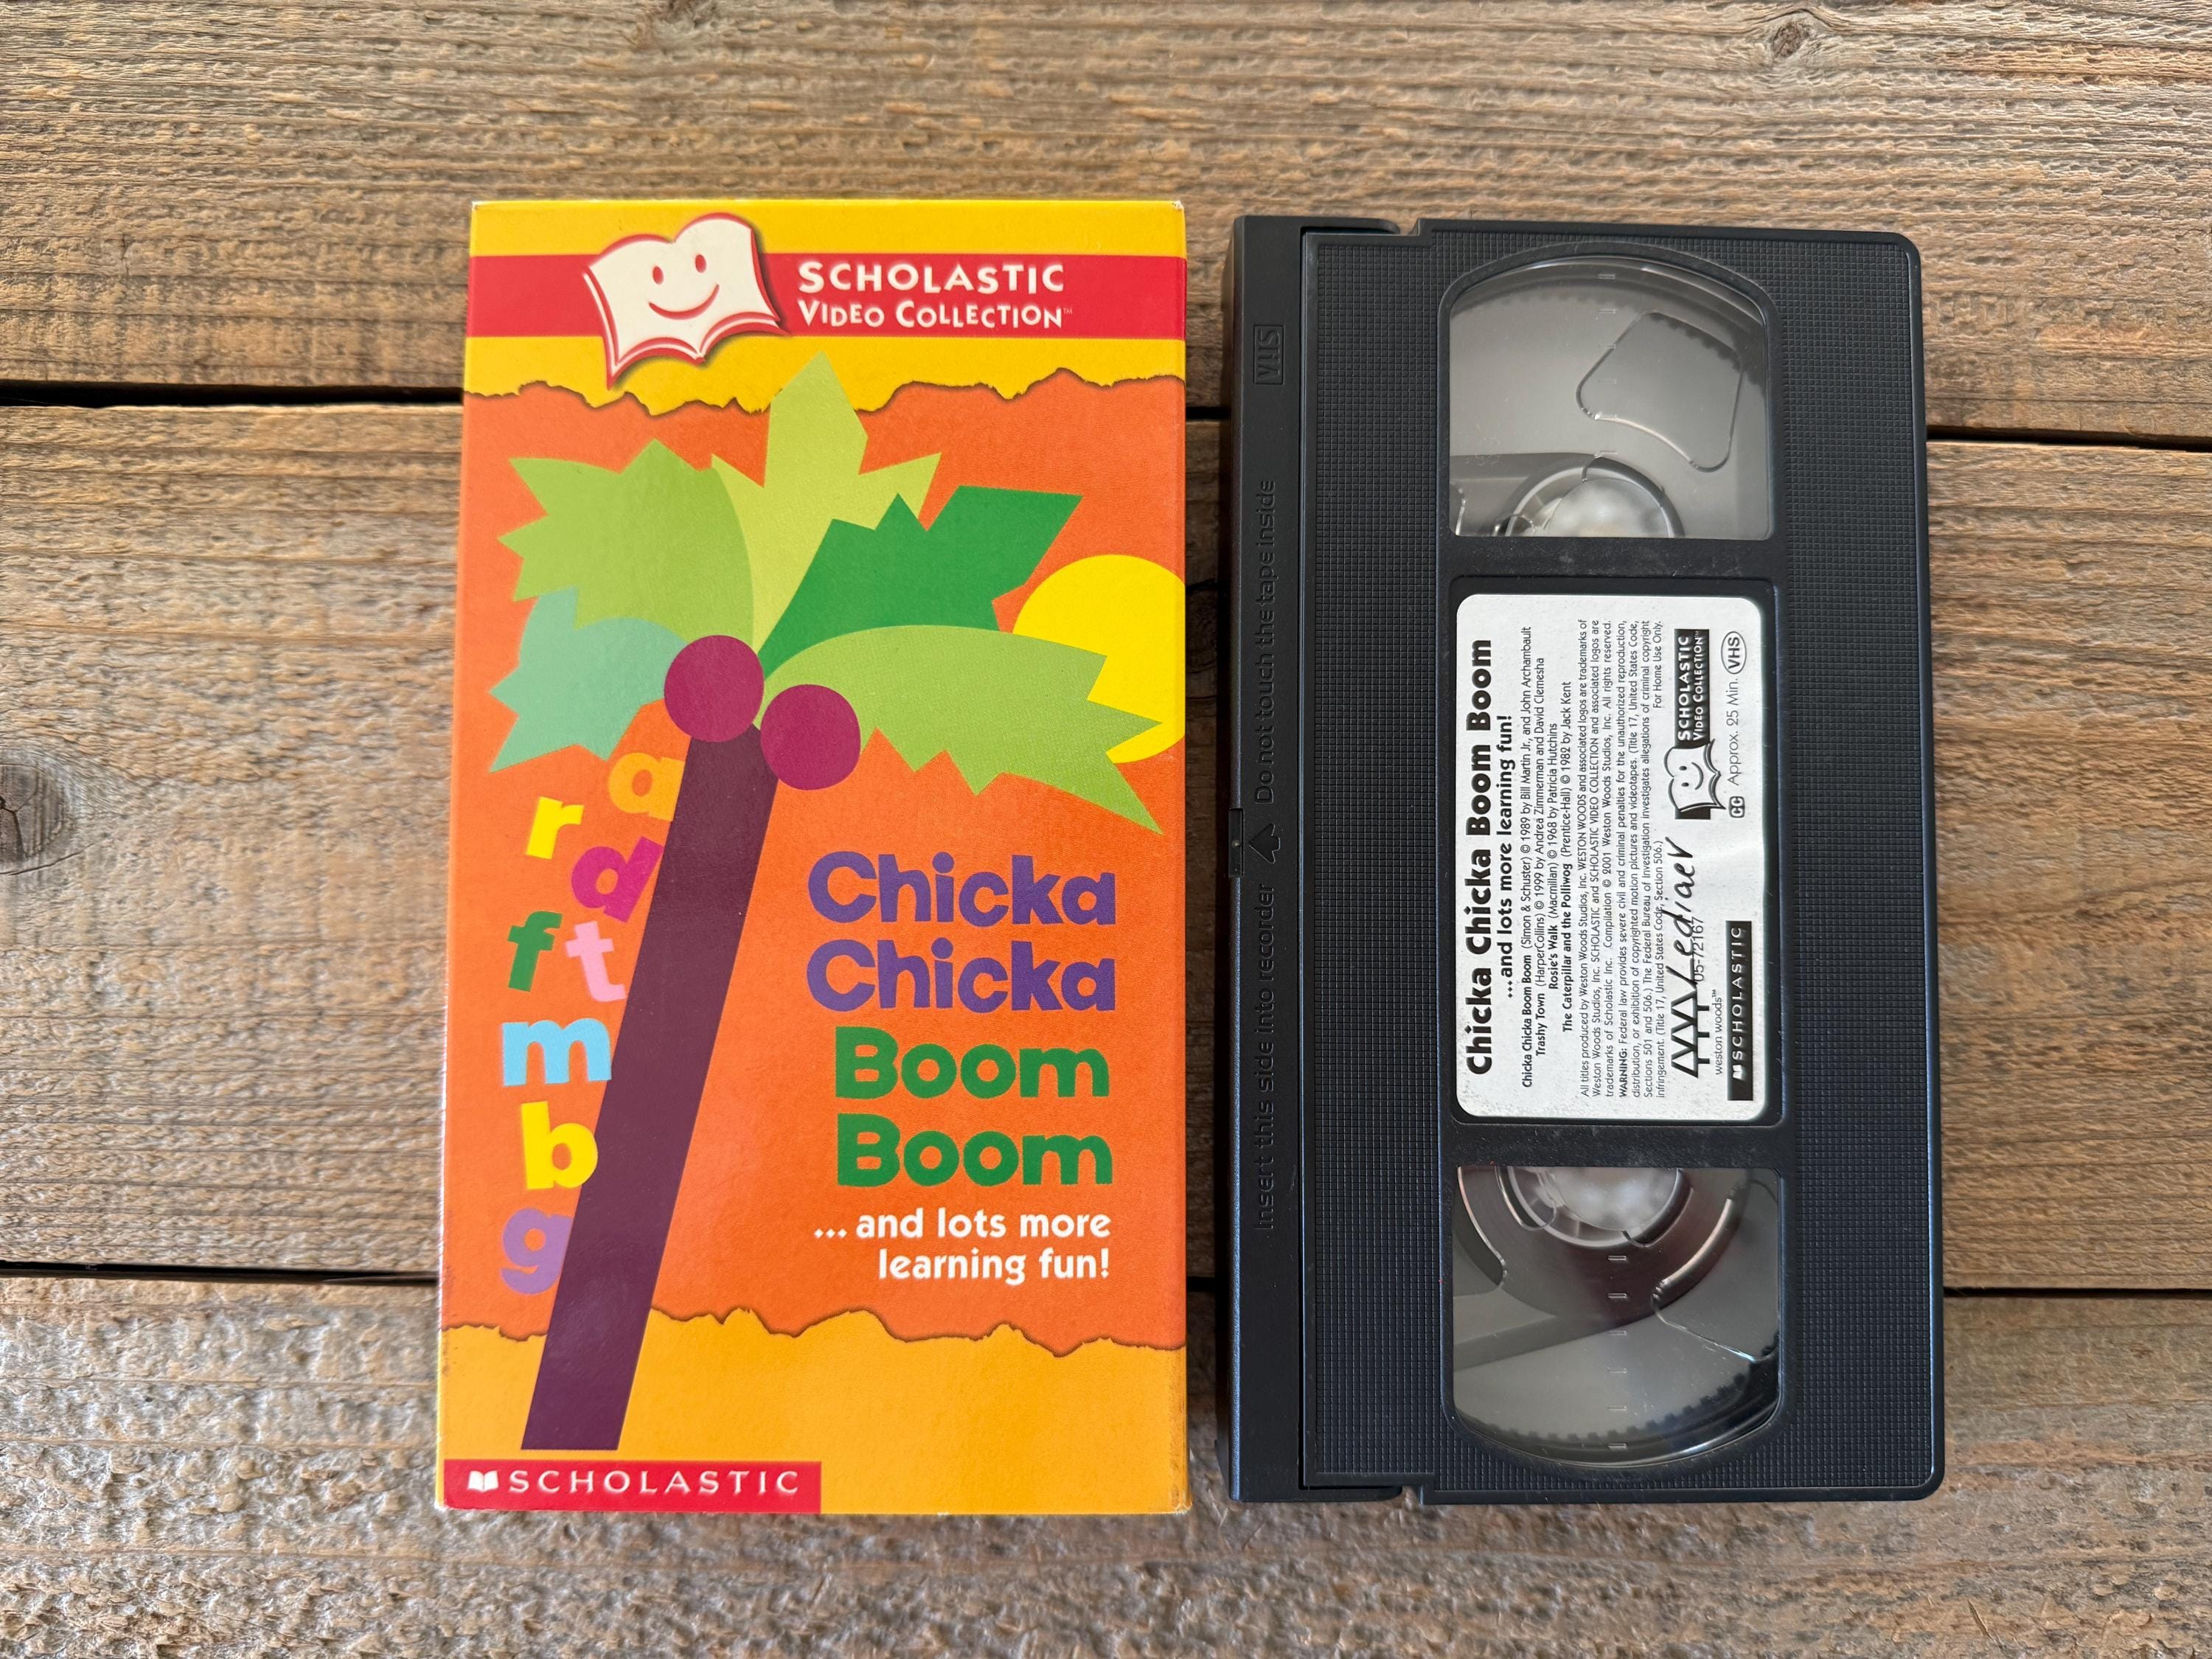 SCHOLASTIC
VIDEO COLLECTION™
a
r
d
f
t
m
b
g
Chicka
Chicka
Boom
Boom
...and lots more
learning fun!
SCHOLASTIC
VHS
Insert this side into recorder Do not touch the tape inside
Chicka Chicka Boom Boom
...and lots more learning fun!
Chicka Chicka Boom Boom (Simon & Schuster) © 1989 by Bill Martin Jr., and John Archambault
Trashy Town (HarperCollins) © 1999 by Andrea Zimmerman and David Clemesha
Rosie's Walk (Macmillan) © 1968 by Patricia Hutchins
The Caterpillar and the Polliwog (Prentice-Hall) © 1982 by Jack Kent
All titles produced by Weston Woods Studios, Inc. WESTON WOODS and associated logos are trademarks of
Weston Woods Studios, Inc. SCHOLASTIC and SCHOLASTIC VIDEO COLLECTION and associated logos are
trademarks of Scholastic Inc. Compilation © 2001 Weston Woods Studios, Inc. All rights reserved.
WARNING: Federal law provides severe civil and criminal penalties for the unauthorized reproduction,
distribution, or exhibition of copyrighted motion pictures and videotapes. (Title 17, United States Code,
Sections 501 and 506.) The Federal Bureau of Investigation investigates allegations of criminal copyright
infringement. (Title 17, United States Code, Section 506.) For Home Use Only.
05-72167
weston woods™
SCHOLASTIC
SCHOLASTIC
VIDEO COLLECTION™
CC Approx. 25 Min. VHS